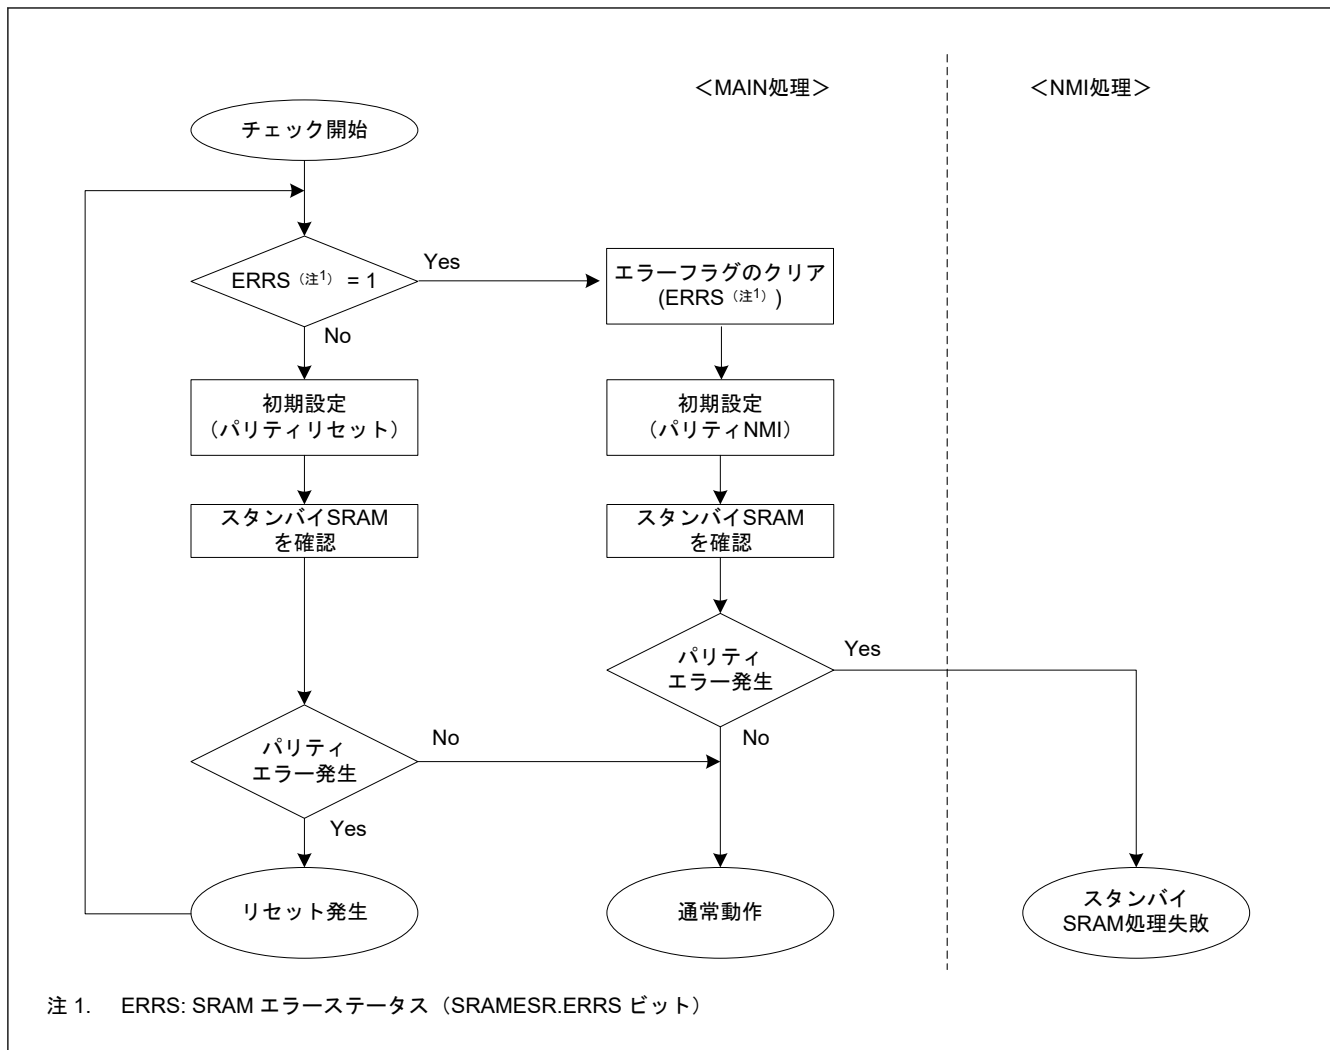 ＜MAIN処理＞
＜NMI処理＞
チェック開始
ERRS（注1） = 1
Yes
No
エラーフラグのクリア
(ERRS（注1）)
初期設定
（パリティリセット）
初期設定
（パリティNMI）
スタンバイSRAM
を確認
スタンバイSRAM
を確認
パリティ
エラー発生
Yes
No
パリティ
エラー発生
No
Yes
リセット発生
通常動作
スタンバイ
SRAM処理失敗
注 1. ERRS: SRAM エラーステータス（SRAMESR.ERRS ビット）